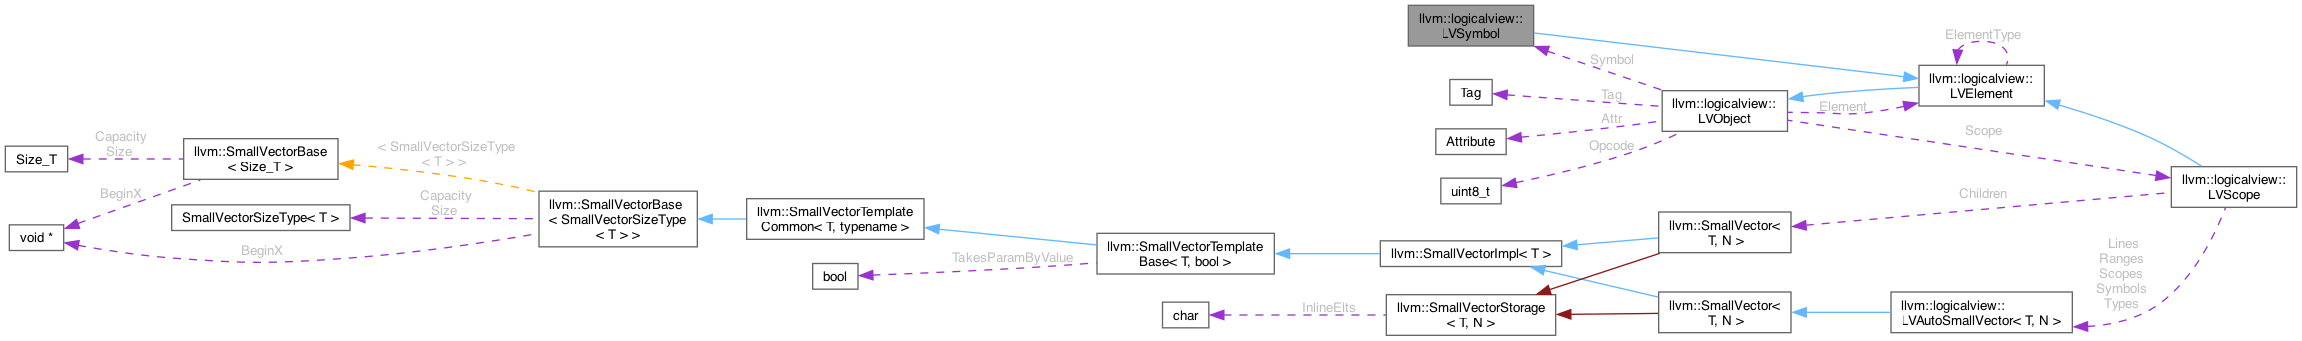 llvm::logicalview::
LVSymbol
ElementType
Symbol
llvm::logicalview::
LVElement
Tag
Tag
llvm::logicalview::
LVObject
Element
Attr
Attribute
Scope
Opcode
uint8_t
llvm::logicalview::
LVScope
Capacity
Size
Size_T
llvm::SmallVectorBase
< Size_T >
< SmallVectorSizeType
< T > >
BeginX
Capacity
Size
SmallVectorSizeType< T >
void *
BeginX
llvm::SmallVectorBase
< SmallVectorSizeType
< T > >
llvm::SmallVectorTemplate
Common< T, typename >
llvm::SmallVectorTemplate
Base< T, bool >
TakesParamByValue
bool
llvm::SmallVectorImpl< T >
Children
llvm::SmallVector<
T, N >
Lines
Ranges
Scopes
Symbols
Types
char
InlineElts
llvm::SmallVectorStorage
< T, N >
llvm::SmallVector<
T, N >
llvm::logicalview::
LVAutoSmallVector< T, N >